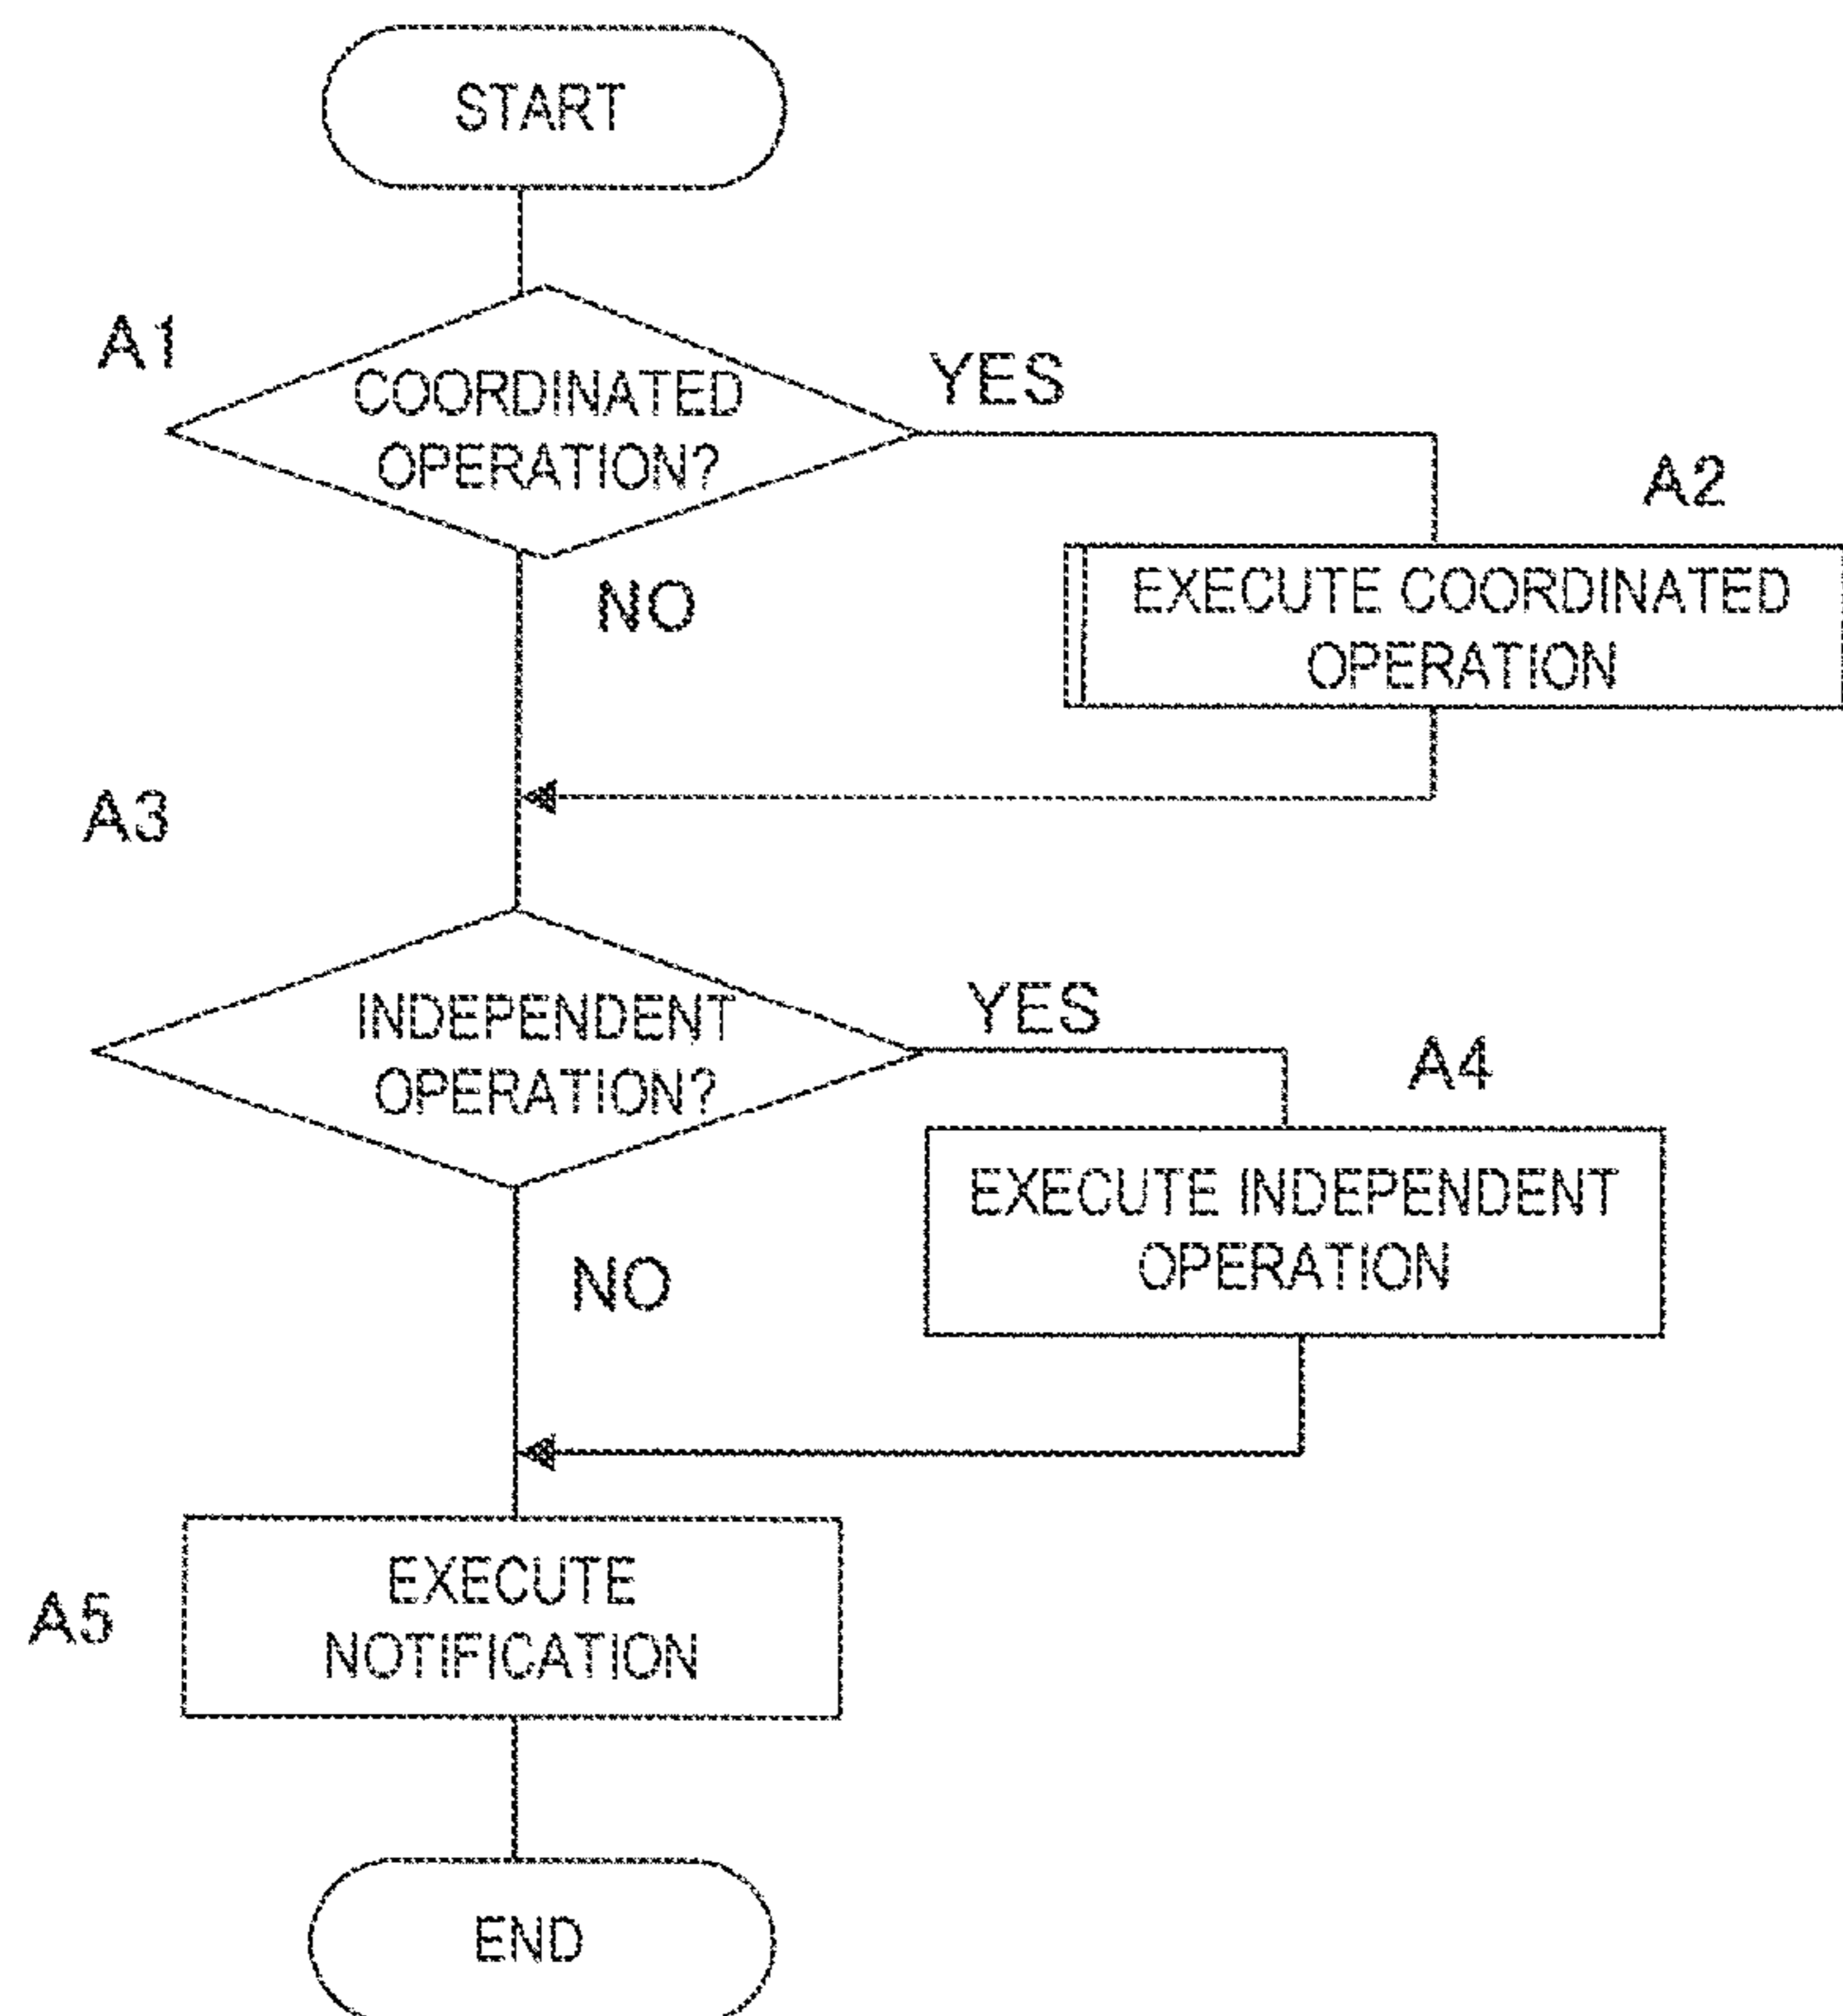 START
A1
COORDINATED
OPERATION?
YES
NO
A2
EXECUTE COORDINATED
OPERATION
A3
INDEPENDENT
OPERATION?
YES
NO
A4
EXECUTE INDEPENDENT
OPERATION
A5
EXECUTE
NOTIFICATION
END